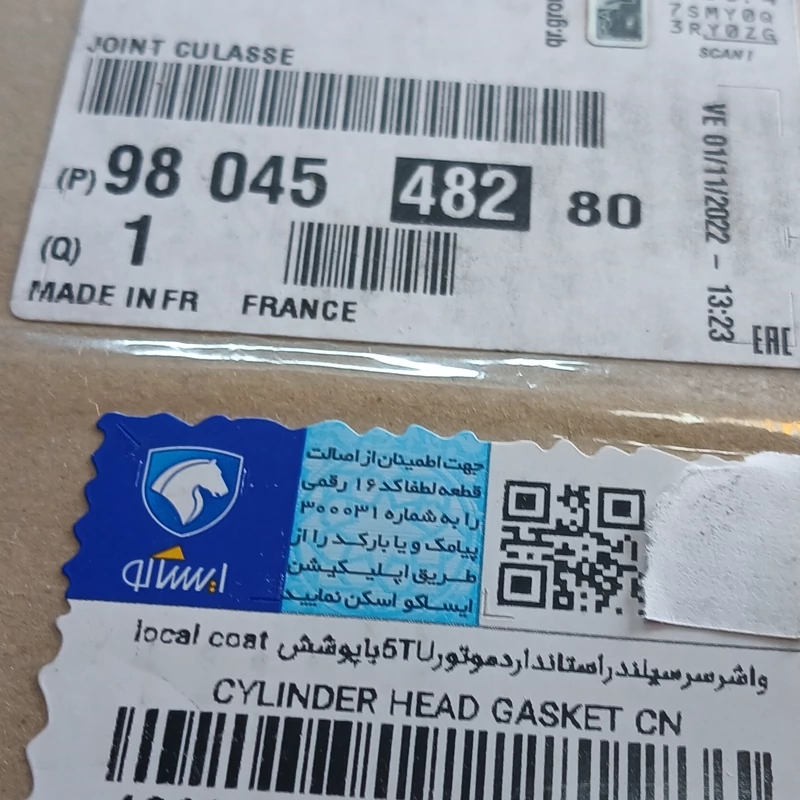 7SMY0Q
3RY0ZG
SCAN!
JOINT CULASSE
(P) 98 045 482 80
(Q) 1
MADE IN FR FRANCE
VE 01/11/2022 - 13:23
EAC
جهت اطمینان از اصالت
قطعه لطفا کد ۱۶ رقمی
را به شماره ۳۰۰۰۳۱
پیامک و یا بارکد را از
طریق اپلیکیشن
ایساکو اسکن نمایید
ایساکو
واشر سرسیلندر استاندارد موتور TU5 با پوشش local coat
CYLINDER HEAD GASKET CN